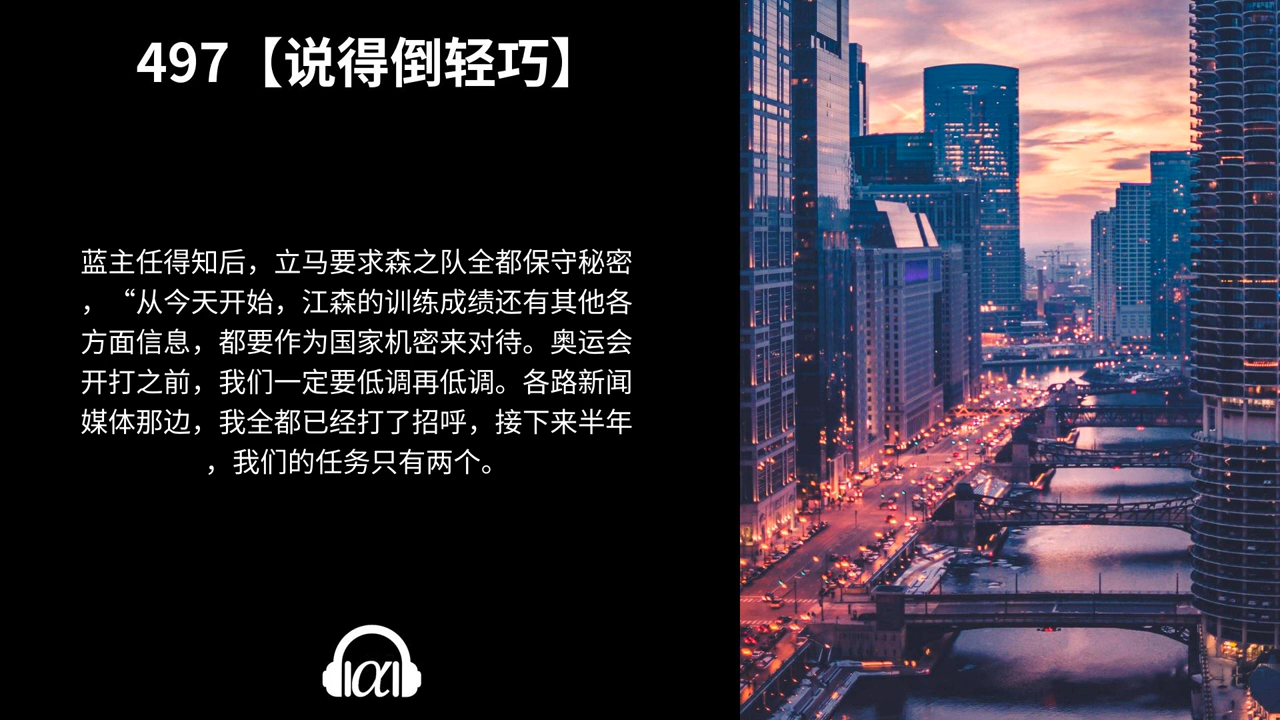 497【说得倒轻巧】
蓝主任得知后，立马要求森之队全都保守秘密
，“从今天开始，江森的训练成绩还有其他各
方面信息，都要作为国家机密来对待。奥运会
开打之前，我们一定要低调再低调。各路新闻
媒体那边，我全都已经打了招呼，接下来半年
，我们的任务只有两个。